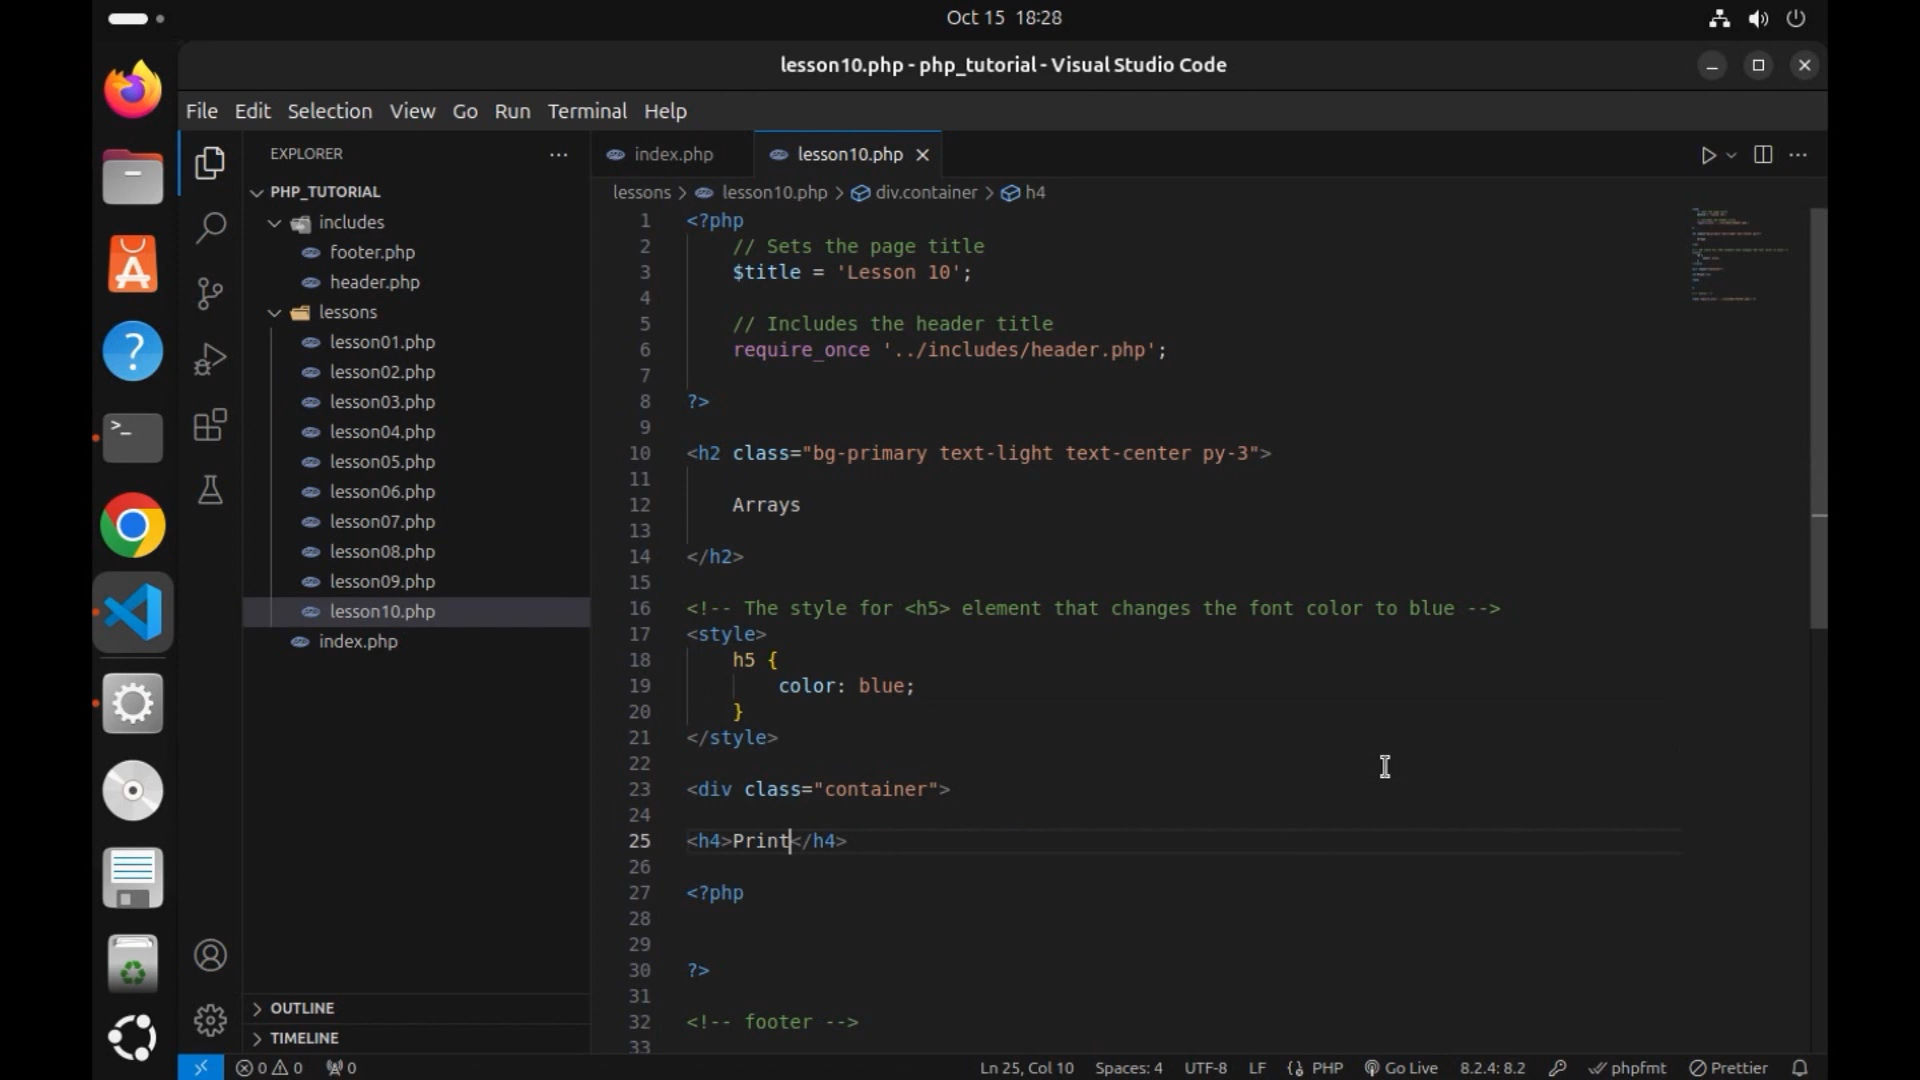 Oct 15 18:28
lesson10.php - php_tutorial - Visual Studio Code
File Edit Selection View Go Run Terminal Help
EXPLORER
PHP_TUTORIAL
includes
footer.php
header.php
lessons
lesson01.php
lesson02.php
lesson03.php
lesson04.php
lesson05.php
lesson06.php
lesson07.php
lesson08.php
lesson09.php
lesson10.php
index.php
OUTLINE
TIMELINE
index.php lesson10.php
lessons > lesson10.php > div.container > h4
1 <?php
2 // Sets the page title
3 $title = 'Lesson 10';
4
5 // Includes the header title
6 require_once '../includes/header.php';
7
8 ?>
9
10 <h2 class="bg-primary text-light text-center py-3">
11
12 Arrays
13
14 </h2>
15
16 <!-- The style for <h5> element that changes the font color to blue -->
17 <style>
18 h5 {
19 color: blue;
20 }
21 </style>
22
23 <div class="container">
24
25 <h4>Print</h4>
26
27 <?php
28
29
30 ?>
31
32 <!-- footer -->
33
0 0 0 Ln 25, Col 10 Spaces: 4 UTF-8 LF PHP Go Live 8.2.4: 8.2 phpfmt Prettier